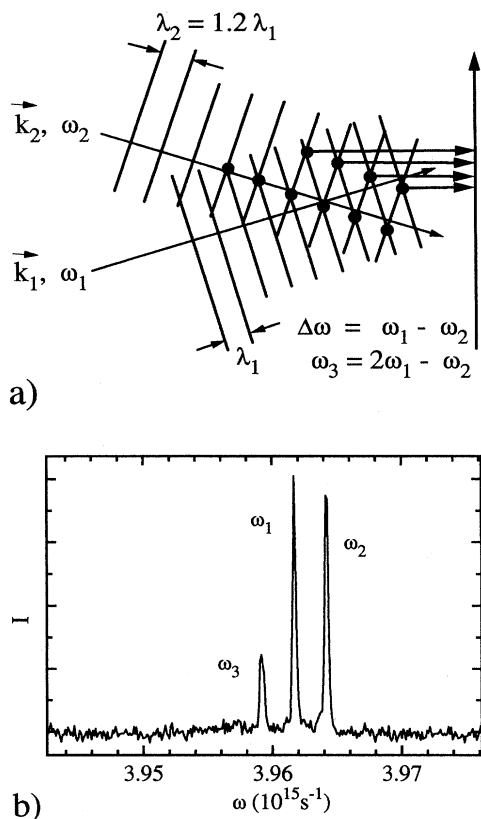 λ2 = 1.2 λ1
k2, ω2
k1, ω1
λ1
Δω = ω1 - ω2
ω3 = 2ω1 - ω2
a)
ω1
ω2
ω3
I
3.95 3.96 3.97
ω (10^15 s^-1)
b)